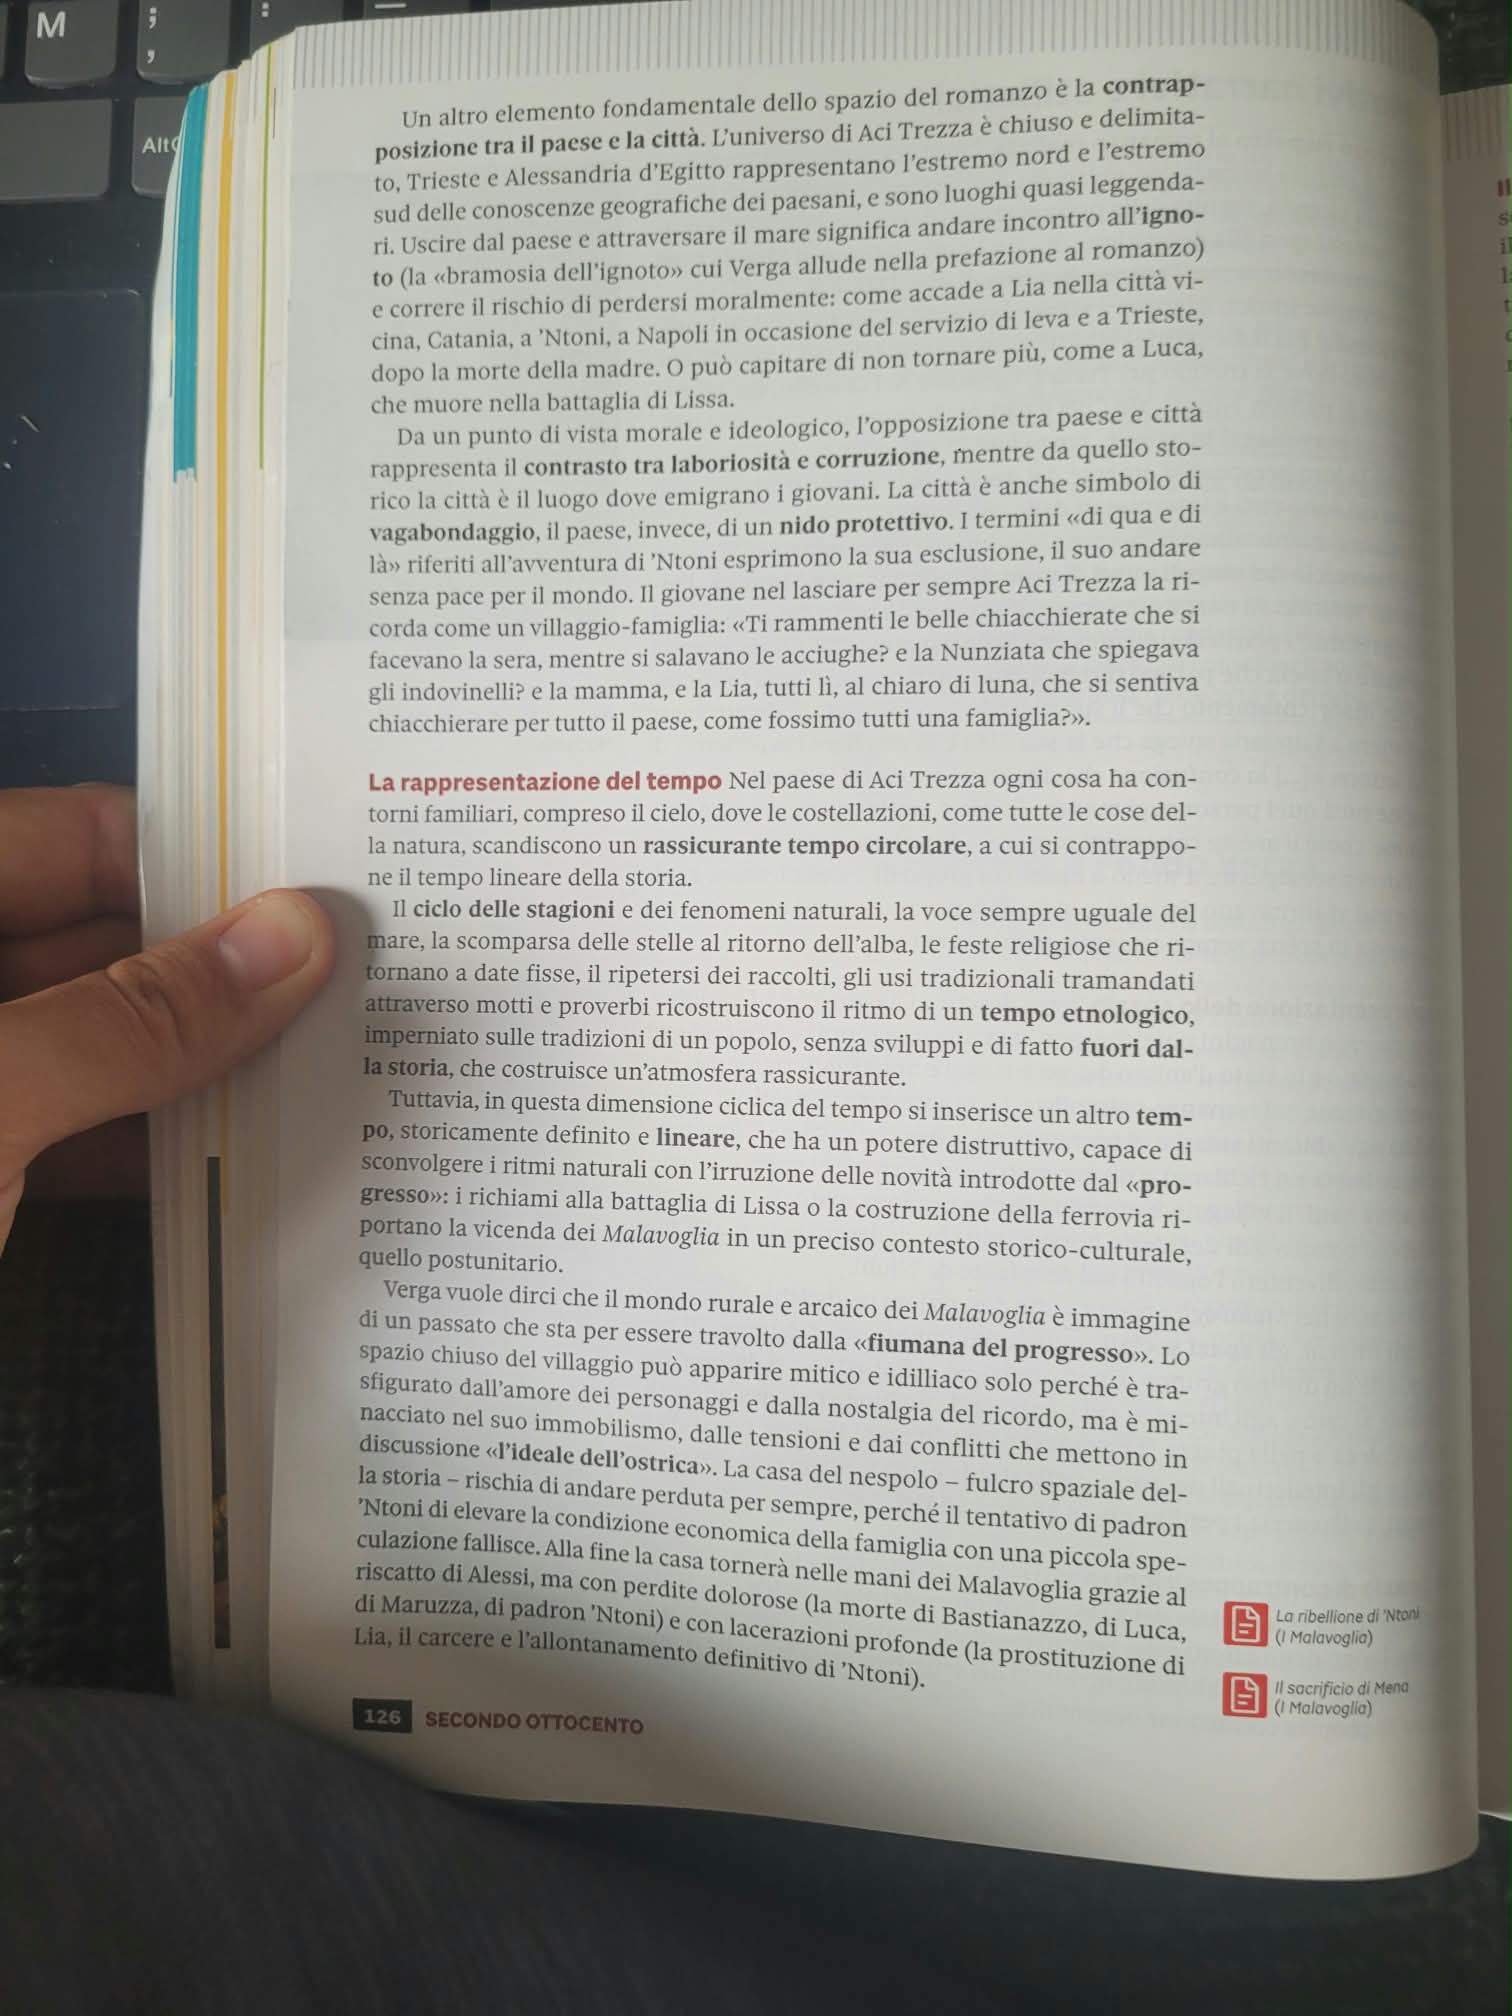 M
;
,
:
Alt
Un altro elemento fondamentale dello spazio del romanzo è la contrap-
posizione tra il paese e la città. L'universo di Aci Trezza è chiuso e delimita-
to, Trieste e Alessandria d'Egitto rappresentano l'estremo nord e l'estremo
sud delle conoscenze geografiche dei paesani, e sono luoghi quasi leggenda-
ri. Uscire dal paese e attraversare il mare significa andare incontro all'igno-
to (la «bramosia dell'ignoto» cui Verga allude nella prefazione al romanzo)
e correre il rischio di perdersi moralmente: come accade a Lia nella città vi-
cina, Catania, a 'Ntoni, a Napoli in occasione del servizio di leva e a Trieste,
dopo la morte della madre. O può capitare di non tornare più, come a Luca,
che muore nella battaglia di Lissa.
Da un punto di vista morale e ideologico, l'opposizione tra paese e città
rappresenta il contrasto tra laboriosità e corruzione, mentre da quello sto-
rico la città è il luogo dove emigrano i giovani. La città è anche simbolo di
vagabondaggio, il paese, invece, di un nido protettivo. I termini «di qua e di
là» riferiti all'avventura di 'Ntoni esprimono la sua esclusione, il suo andare
senza pace per il mondo. Il giovane nel lasciare per sempre Aci Trezza la ri-
corda come un villaggio-famiglia: «Ti rammenti le belle chiacchierate che si
facevano la sera, mentre si salavano le acciughe? e la Nunziata che spiegava
gli indovinelli? e la mamma, e la Lia, tutti lì, al chiaro di luna, che si sentiva
chiacchierare per tutto il paese, come fossimo tutti una famiglia?».
La rappresentazione del tempo Nel paese di Aci Trezza ogni cosa ha con-
torni familiari, compreso il cielo, dove le costellazioni, come tutte le cose del-
la natura, scandiscono un rassicurante tempo circolare, a cui si contrappo-
ne il tempo lineare della storia.
Il ciclo delle stagioni e dei fenomeni naturali, la voce sempre uguale del
mare, la scomparsa delle stelle al ritorno dell'alba, le feste religiose che ri-
tornano a date fisse, il ripetersi dei raccolti, gli usi tradizionali tramandati
attraverso motti e proverbi ricostruiscono il ritmo di un tempo etnologico,
imperniato sulle tradizioni di un popolo, senza sviluppi e di fatto fuori dal-
la storia, che costruisce un'atmosfera rassicurante.
Tuttavia, in questa dimensione ciclica del tempo si inserisce un altro tem-
po, storicamente definito e lineare, che ha un potere distruttivo, capace di
sconvolgere i ritmi naturali con l'irruzione delle novità introdotte dal «pro-
gresso»: i richiami alla battaglia di Lissa o la costruzione della ferrovia ri-
portano la vicenda dei Malavoglia in un preciso contesto storico-culturale,
quello postunitario.
Verga vuole dirci che il mondo rurale e arcaico dei Malavoglia è immagine
di un passato che sta per essere travolto dalla «fiumana del progresso». Lo
spazio chiuso del villaggio può apparire mitico e idilliaco solo perché è tra-
sfigurato dall'amore dei personaggi e dalla nostalgia del ricordo, ma è mi-
nacciato nel suo immobilismo, dalle tensioni e dai conflitti che mettono in
discussione «l'ideale dell'ostrica». La casa del nespolo – fulcro spaziale del-
la storia – rischia di andare perduta per sempre, perché il tentativo di padron
'Ntoni di elevare la condizione economica della famiglia con una piccola spe-
culazione fallisce. Alla fine la casa tornerà nelle mani dei Malavoglia grazie al
riscatto di Alessi, ma con perdite dolorose (la morte di Bastianazzo, di Luca,
di Maruzza, di padron 'Ntoni) e con lacerazioni profonde (la prostituzione di
Lia, il carcere e l'allontanamento definitivo di 'Ntoni).
La ribellione di 'Ntoni
(I Malavoglia)
Il sacrificio di Mena
(I Malavoglia)
126 SECONDO OTTOCENTO